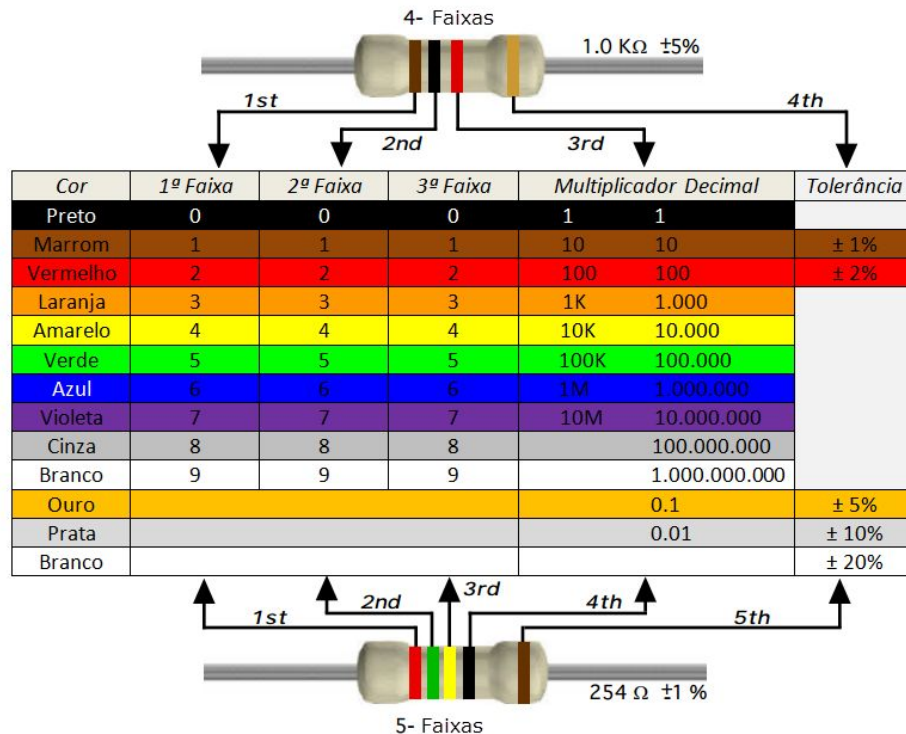 4- Faixas
1.0 KΩ ±5%
1st
2nd
3rd
4th
Cor 1ª Faixa 2ª Faixa 3ª Faixa Multiplicador Decimal Tolerância
Preto 0 0 0 1 1
Marrom 1 1 1 10 10 ± 1%
Vermelho 2 2 2 100 100 ± 2%
Laranja 3 3 3 1K 1.000
Amarelo 4 4 4 10K 10.000
Verde 5 5 5 100K 100.000
Azul 6 6 6 1M 1.000.000
Violeta 7 7 7 10M 10.000.000
Cinza 8 8 8 100.000.000
Branco 9 9 9 1.000.000.000
Ouro 0.1 ± 5%
Prata 0.01 ± 10%
Branco ± 20%
1st
2nd
3rd
4th
5th
254 Ω ±1 %
5- Faixas